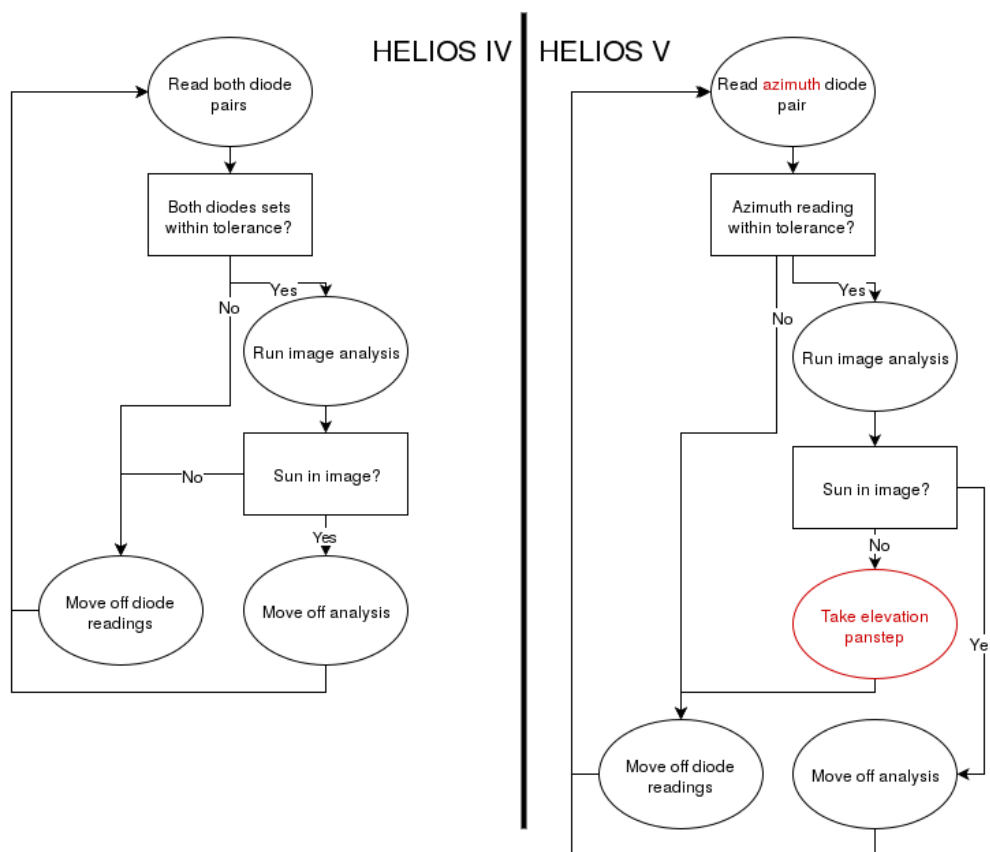 HELIOS IV
Read both diode
pairs
Both diodes sets
within tolerance?
Yes
No
Run image analysis
Sun in image?
No
Yes
Move off diode
readings
Move off analysis
HELIOS V
Read azimuth diode
pair
Azimuth reading
within tolerance?
Yes
No
Run image analysis
Sun in image?
No
Ye
Take elevation
panstep
Move off diode
readings
Move off analysis